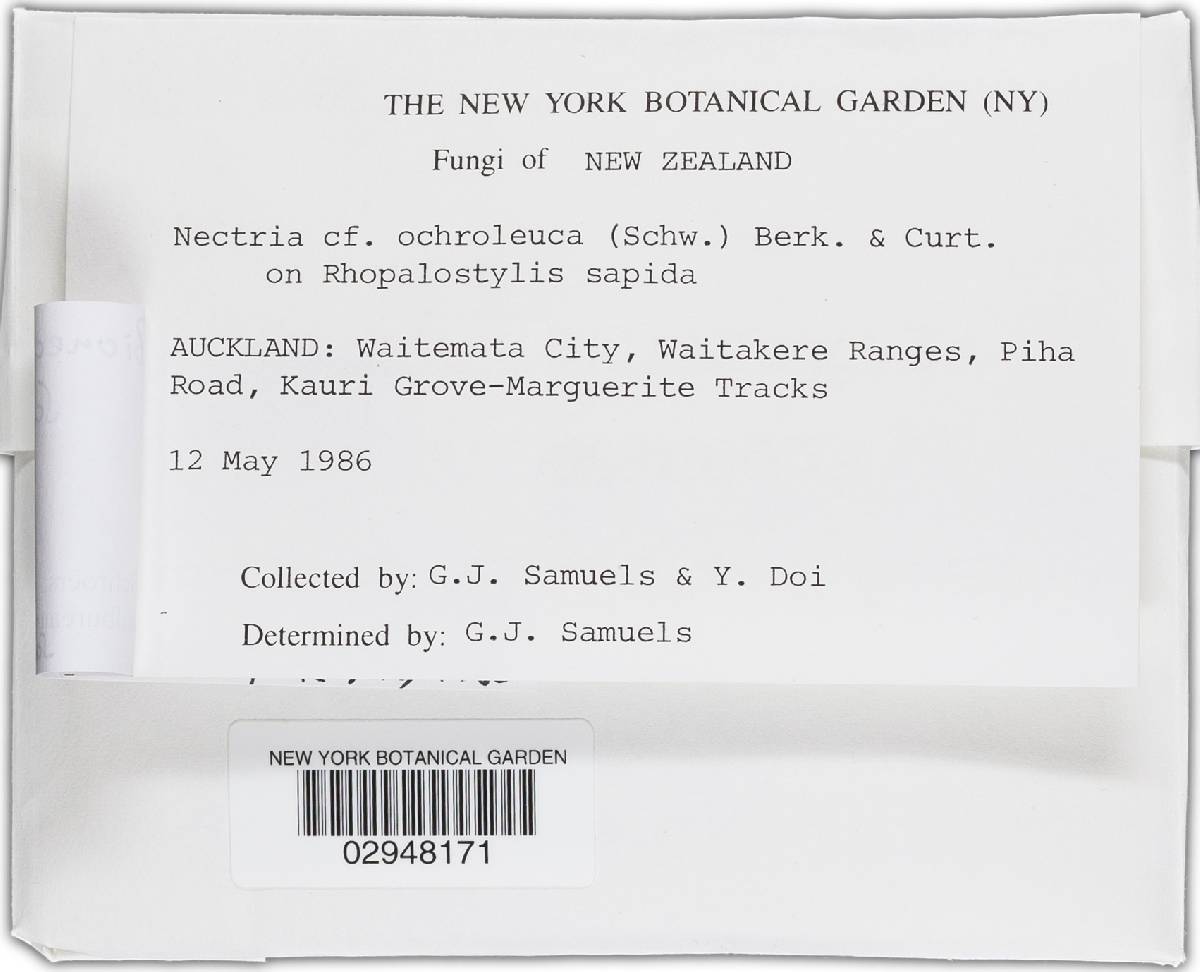 THE NEW YORK BOTANICAL GARDEN (NY)
Fungi of NEW ZEALAND
Nectria cf. ochroleuca (Schw.) Berk. & Curt.
on Rhopalostylis sapida
AUCKLAND: Waitemata City, Waitakere Ranges, Piha
Road, Kauri Grove-Marguerite Tracks
12 May 1986
Collected by: G.J. Samuels & Y. Doi
Determined by: G.J. Samuels
NEW YORK BOTANICAL GARDEN
02948171